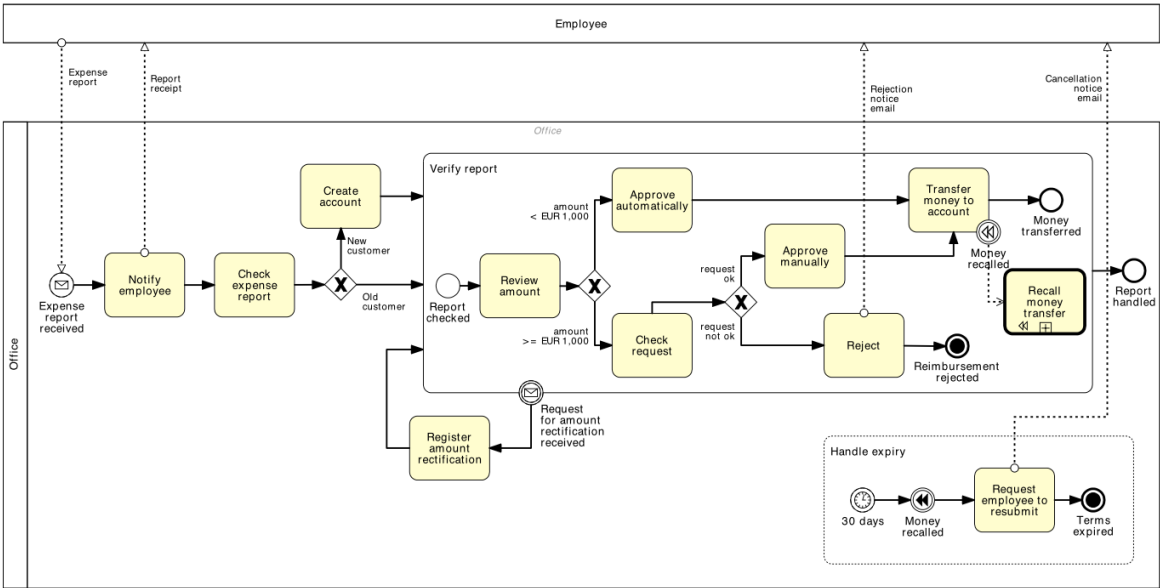 Employee
Expense
report
Report
receipt
Rejection
notice
email
Cancellation
notice
email
Office
Office
Verify report
Create
account
New
customer
Old
customer
Expense
report
received
Notify
employee
Check
expense
report
Report
checked
Review
amount
amount
< EUR 1,000
amount
>= EUR 1,000
Approve
automatically
Check
request
request
ok
request
not ok
Approve
manually
Reject
Transfer
money to
account
Money
recalled
Money
transferred
Recall
money
transfer
Report
handled
Reimbursement
rejected
Request
for amount
rectification
received
Register
amount
rectification
Handle expiry
30 days
Money
recalled
Request
employee to
resubmit
Terms
expired